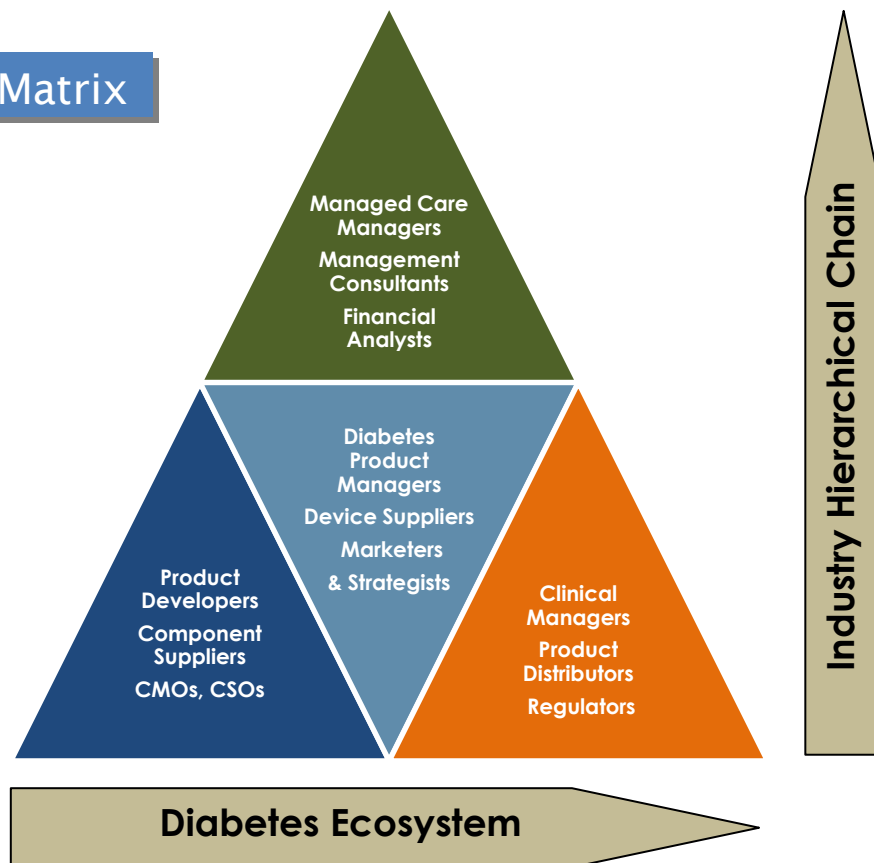 Matrix
Managed Care
Managers
Management
Consultants
Financial
Analysts
Diabetes
Product
Managers
Device Suppliers
Marketers
& Strategists
Product
Developers
Component
Suppliers
CMOs, CSOs
Clinical
Managers
Product
Distributors
Regulators
Industry Hierarchical Chain
Diabetes Ecosystem